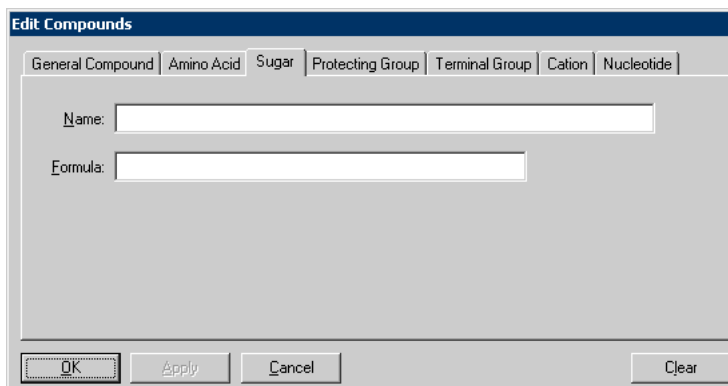 Edit Compounds
General Compound Amino Acid Sugar Protecting Group Terminal Group Cation Nucleotide
Name:
Formula:
OK Apply Cancel Clear